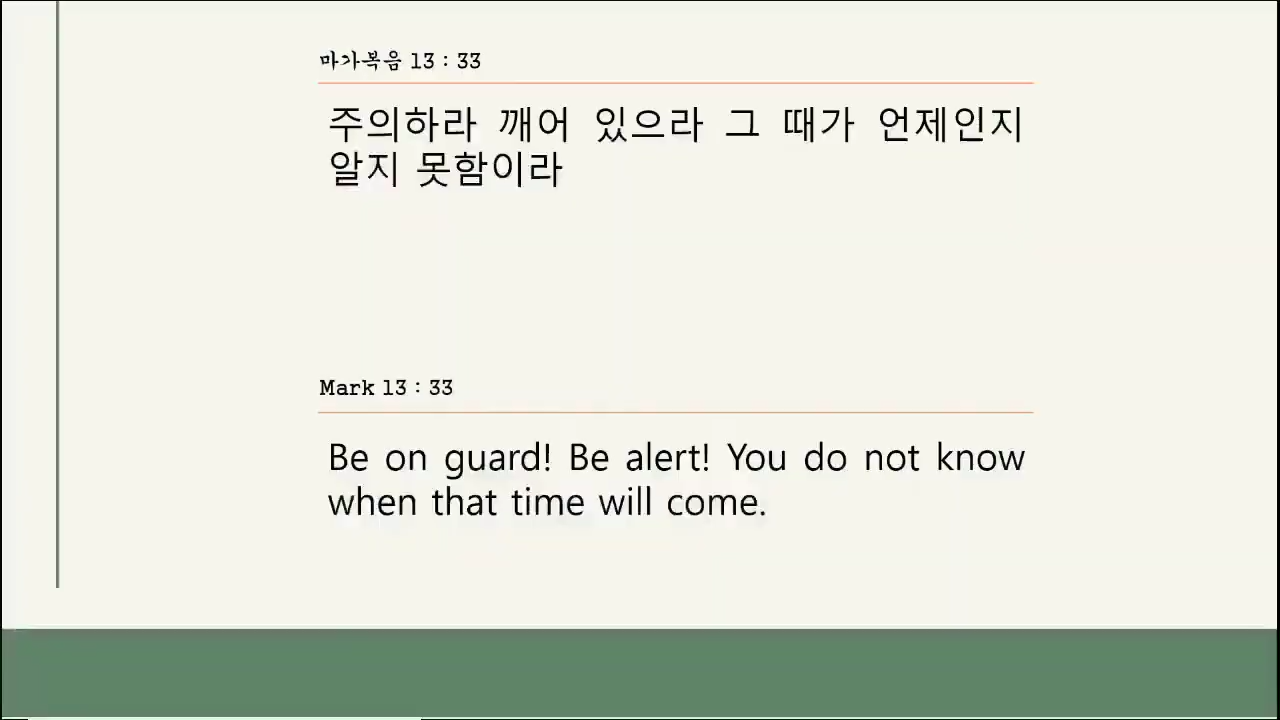 마가복음 13 : 33
주의하라 깨어 있으라 그 때가 언제인지
알지 못함이라
Mark 13 : 33
Be on guard! Be alert! You do not know
when that time will come.